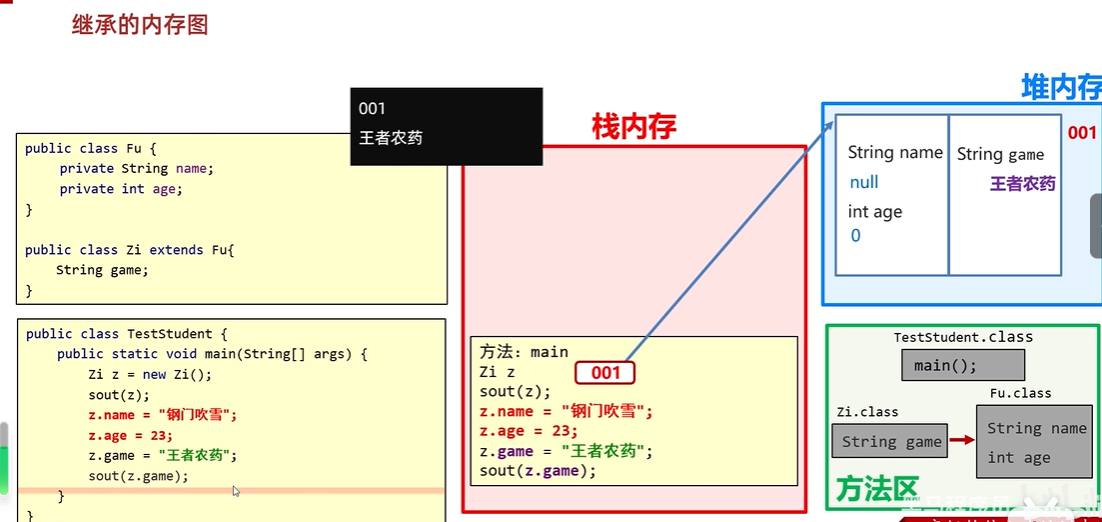 继承的内存图
public class Fu {
    private String name;
    private int age;
}
public class Zi extends Fu{
    String game;
}
public class TestStudent {
    public static void main(String[] args) {
        Zi z = new Zi();
        sout(z);
        z.name = "钢门吹雪";
        z.age = 23;
        z.game = "王者农药";
        sout(z.game);
    }
}
001
王者农药
栈内存
方法: main
Zi z
001
sout(z);
z.name = "钢门吹雪";
z.age = 23;
z.game = "王者农药";
sout(z.game);
堆内存
001
String name
null
int age
0
String game
王者农药
TestStudent.class
main();
Zi.class
String game
Fu.class
String name
int age
方法区